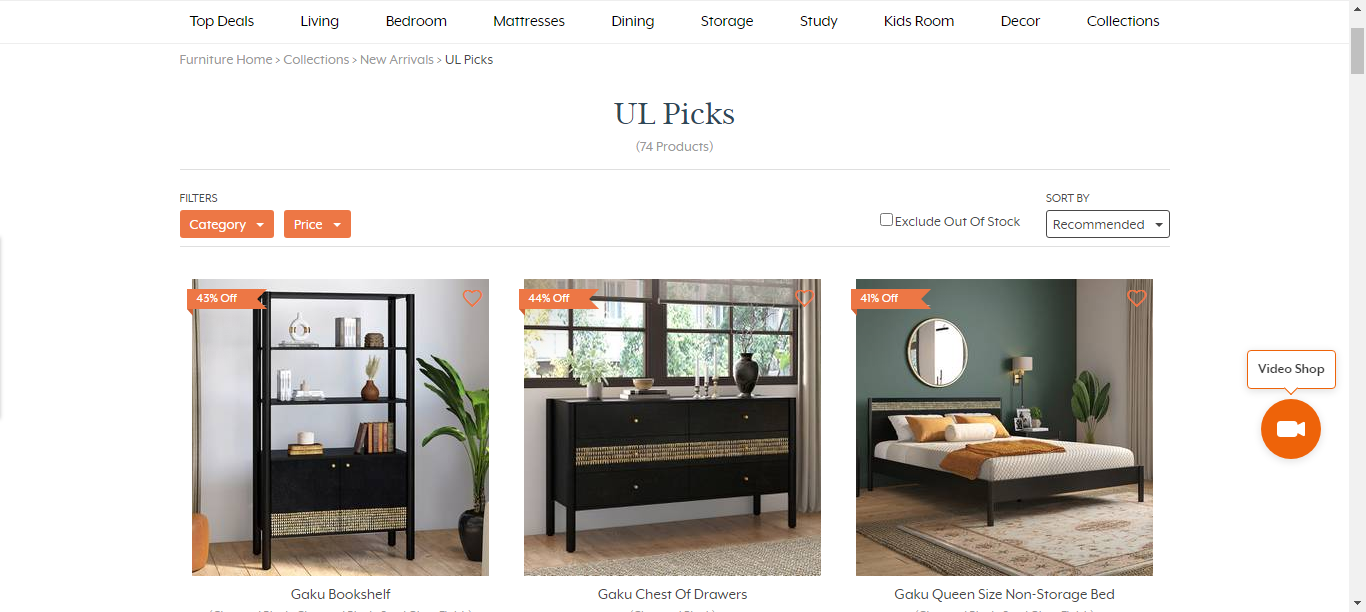 Top Deals Living Bedroom Mattresses Dining Storage Study Kids Room Decor Collections
Furniture Home > Collections > New Arrivals > UL Picks
UL Picks
(74 Products)
FILTERS
SORT BY
Category Price
Exclude Out Of Stock
Recommended
43% Off
44% Off
41% Off
Video Shop
Gaku Bookshelf
Gaku Chest Of Drawers
Gaku Queen Size Non-Storage Bed